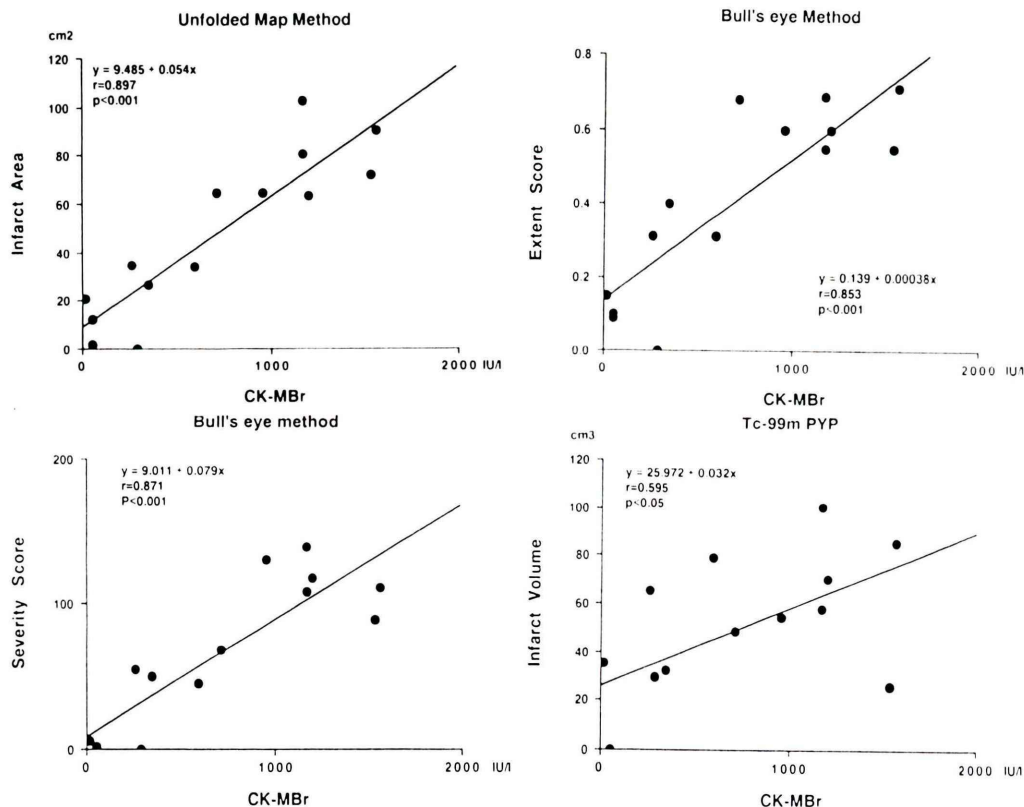 Unfolded Map Method
cm2
120
100
80
60
40
20
0
Infarct Area
y = 9.485 + 0.054x
r=0.897
p<0.001
0 1000 2000 IU/l
CK-MBr
Bull's eye Method
0.8
0.6
0.4
0.2
0.0
Extent Score
y = 0.139 + 0.00038x
r=0.853
p<0.001
0 1000 2000 IU/l
CK-MBr
Bull's eye method
200
100
0
Severity Score
y = 9.011 + 0.079x
r=0.871
P<0.001
0 1000 2000 IU/l
CK-MBr
Tc-99m PYP
cm3
120
100
80
60
40
20
0
Infarct Volume
y = 25.972 + 0.032x
r=0.595
p<0.05
0 1000 2000 IU/l
CK-MBr